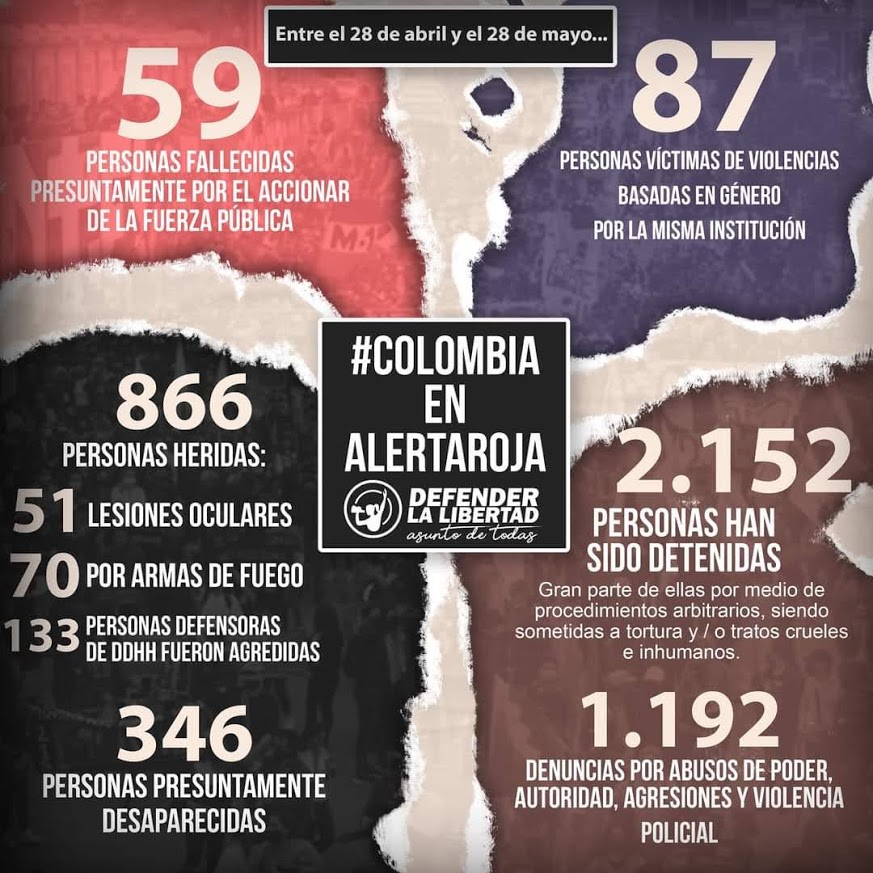 Entre el 28 de abril y el 28 de mayo...
59
PERSONAS FALLECIDAS
PRESUNTAMENTE POR EL ACCIONAR
DE LA FUERZA PÚBLICA
87
PERSONAS VÍCTIMAS DE VIOLENCIAS
BASADAS EN GÉNERO
POR LA MISMA INSTITUCIÓN
#COLOMBIA
EN
ALERTAROJA
DEFENDER
LA LIBERTAD
asunto de todas
866
PERSONAS HERIDAS:
51 LESIONES OCULARES
70 POR ARMAS DE FUEGO
133 PERSONAS DEFENSORAS
DE DDHH FUERON AGREDIDAS
346
PERSONAS PRESUNTAMENTE
DESAPARECIDAS
2.152
PERSONAS HAN
SIDO DETENIDAS
Gran parte de ellas por medio de
procedimientos arbitrarios, siendo
sometidas a tortura y / o tratos crueles
e inhumanos.
1.192
DENUNCIAS POR ABUSOS DE PODER,
AUTORIDAD, AGRESIONES Y VIOLENCIA
POLICIAL